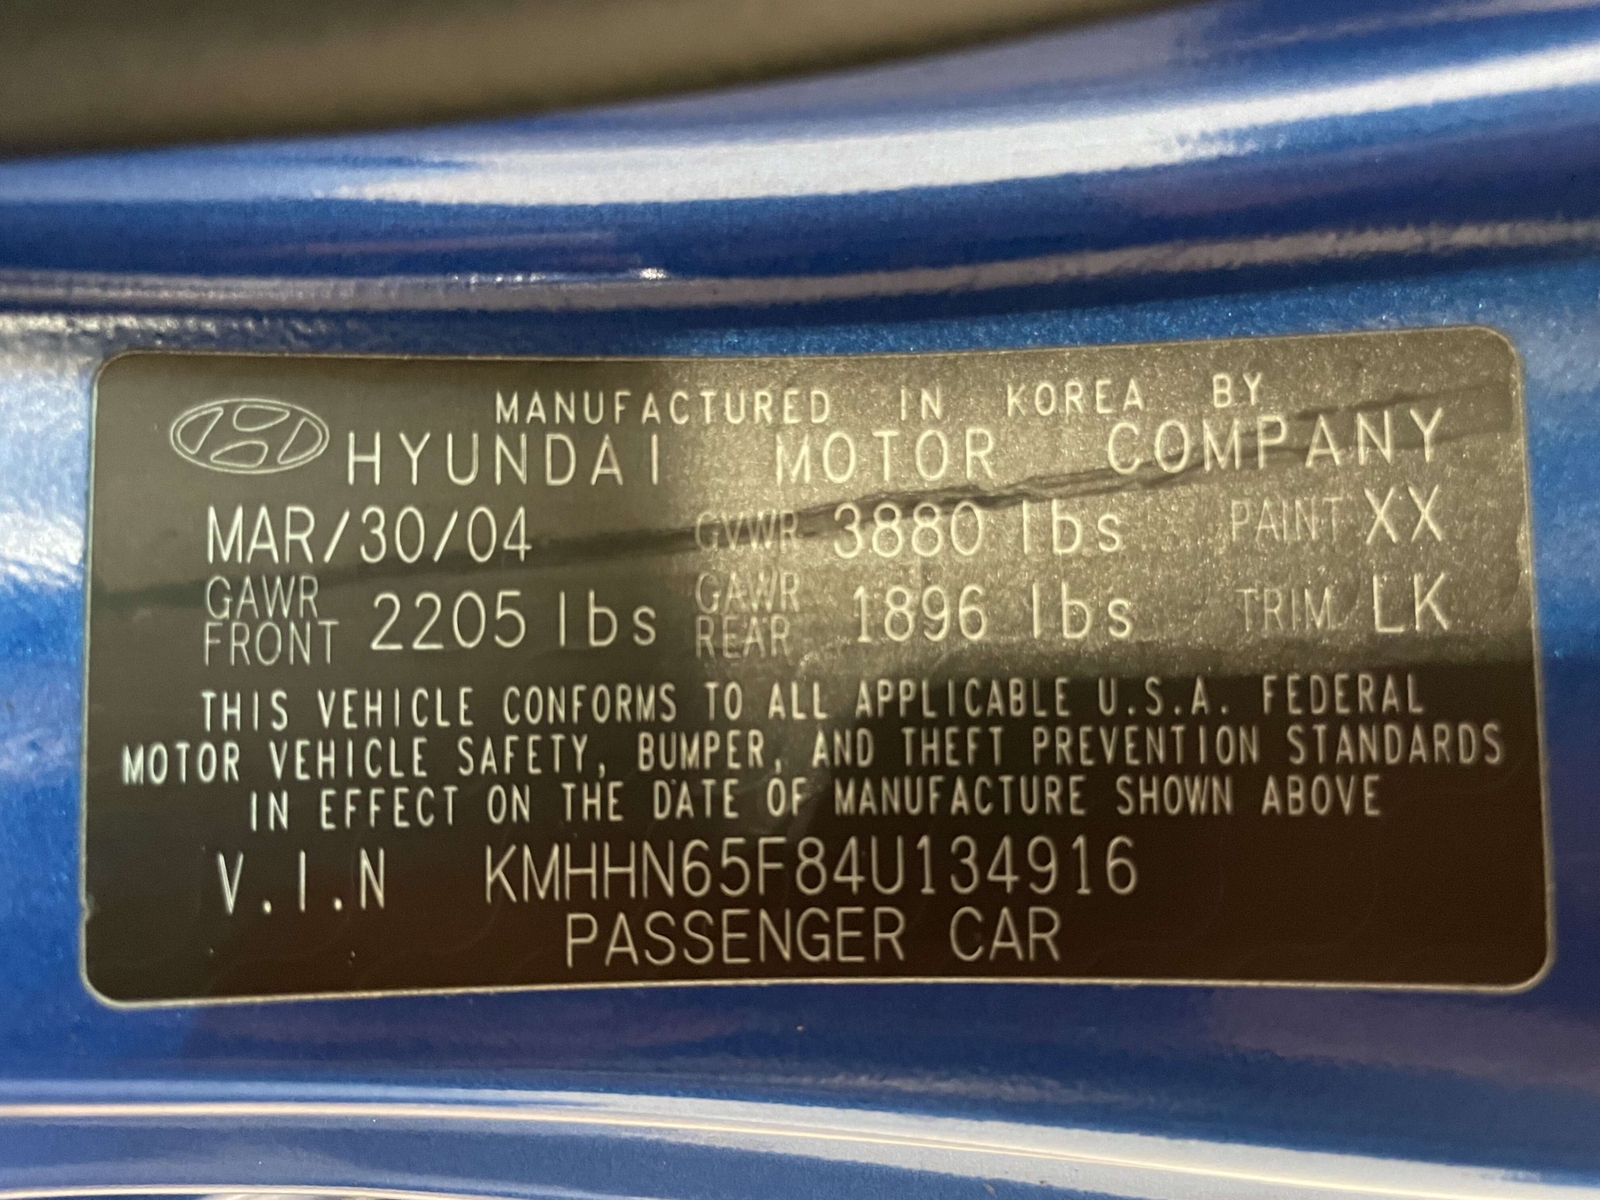 MANUFACTURED IN KOREA BY
HYUNDAI MOTOR COMPANY
MAR/30/04 GVWR 3880 lbs PAINT XX
GAWR FRONT 2205 lbs GAWR REAR 1896 lbs TRIM LK
THIS VEHICLE CONFORMS TO ALL APPLICABLE U.S.A. FEDERAL
MOTOR VEHICLE SAFETY, BUMPER, AND THEFT PREVENTION STANDARDS
IN EFFECT ON THE DATE OF MANUFACTURE SHOWN ABOVE
V.I.N KMHHN65F84U134916
PASSENGER CAR